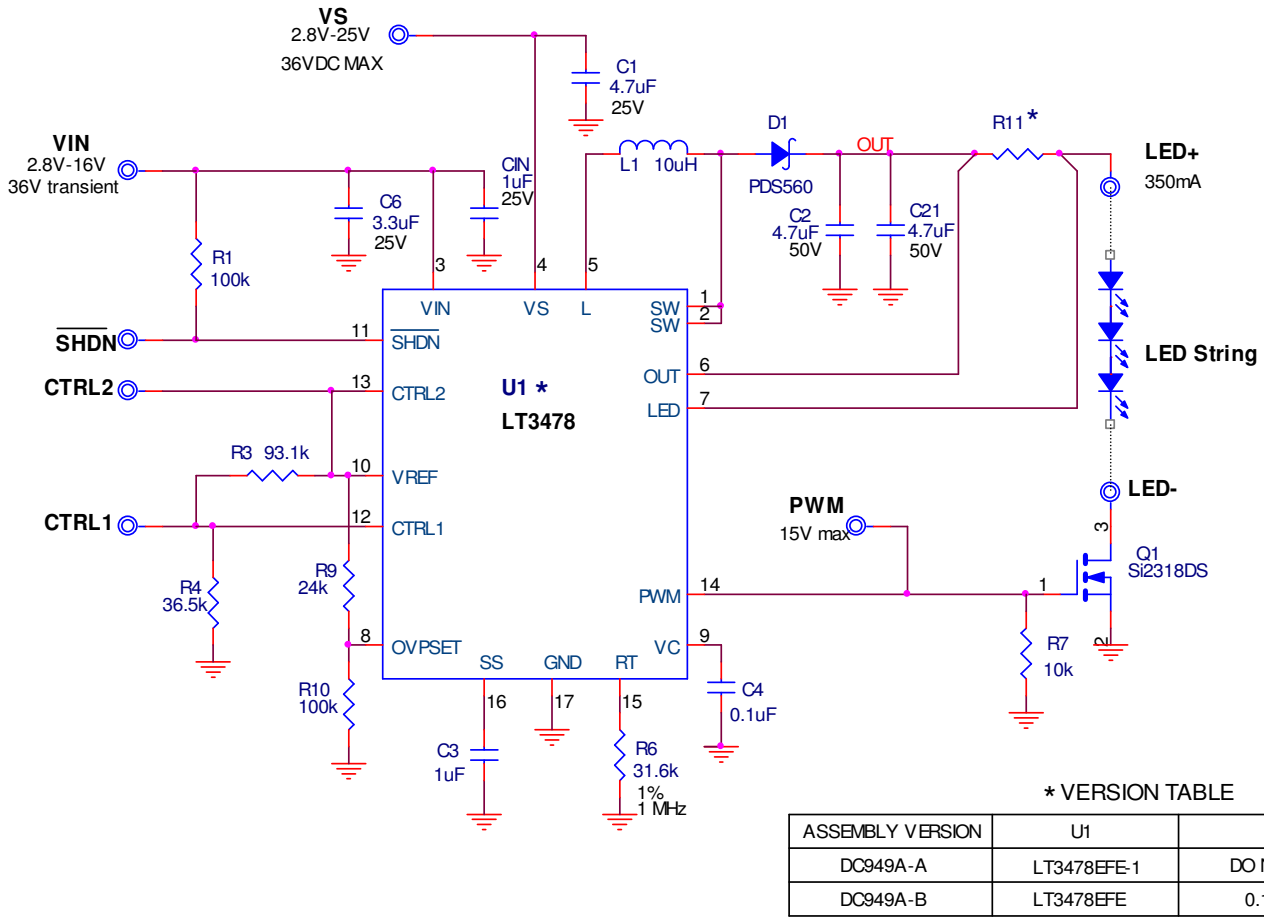 VS
2.8V-25V
36VDC MAX
C1
4.7uF
25V
VIN
2.8V-16V
36V transient
R1
100k
C6
3.3uF
25V
CIN
1uF
25V
L1 10uH
D1
PDS560
OUT
R11*
LED+
350mA
C2
4.7uF
50V
C21
4.7uF
50V
3
4
5
VIN
VS
L
SW
1
SW
2
SHDN
11
SHDN
CTRL2
13
CTRL2
OUT
6
LED
7
U1 *
LT3478
LED String
R3 93.1k
10
VREF
CTRL1
12
CTRL1
LED-
PWM
15V max
3
Q1
Si2318DS
1
2
R4
36.5k
R9
24k
PWM
14
8
OVPSET
VC
9
R7
10k
R10
100k
SS
GND
RT
16
17
15
C4
0.1uF
C3
1uF
R6
31.6k
1%
1 MHz
* VERSION TABLE
ASSEMBLY VERSION U1
DC949A-A LT3478EFE-1
DC949A-B LT3478EFE